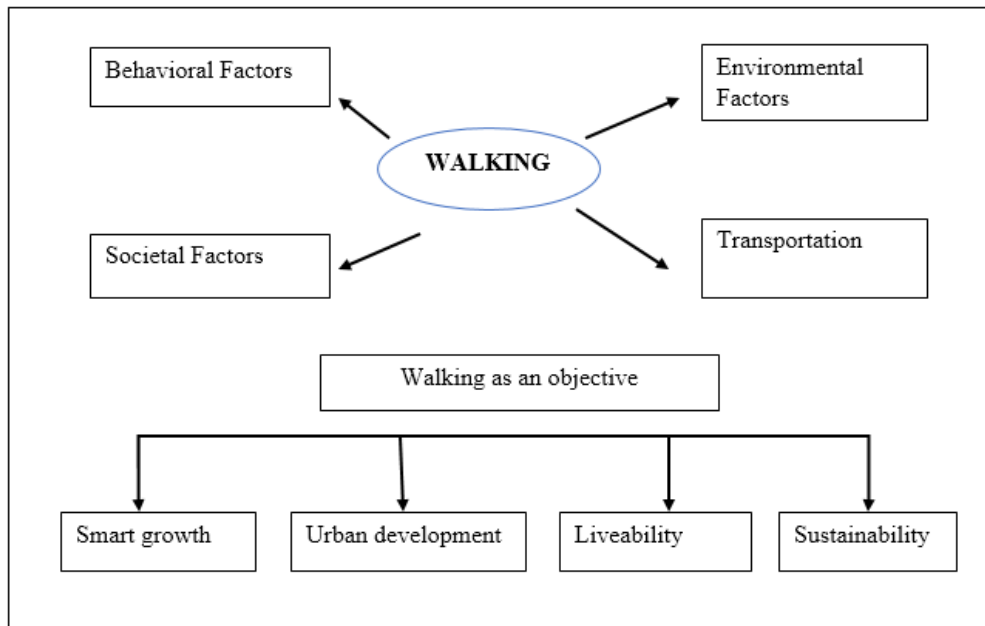 Behavioral Factors
Environmental
Factors
WALKING
Societal Factors
Transportation
Walking as an objective
Smart growth
Urban development
Liveability
Sustainability